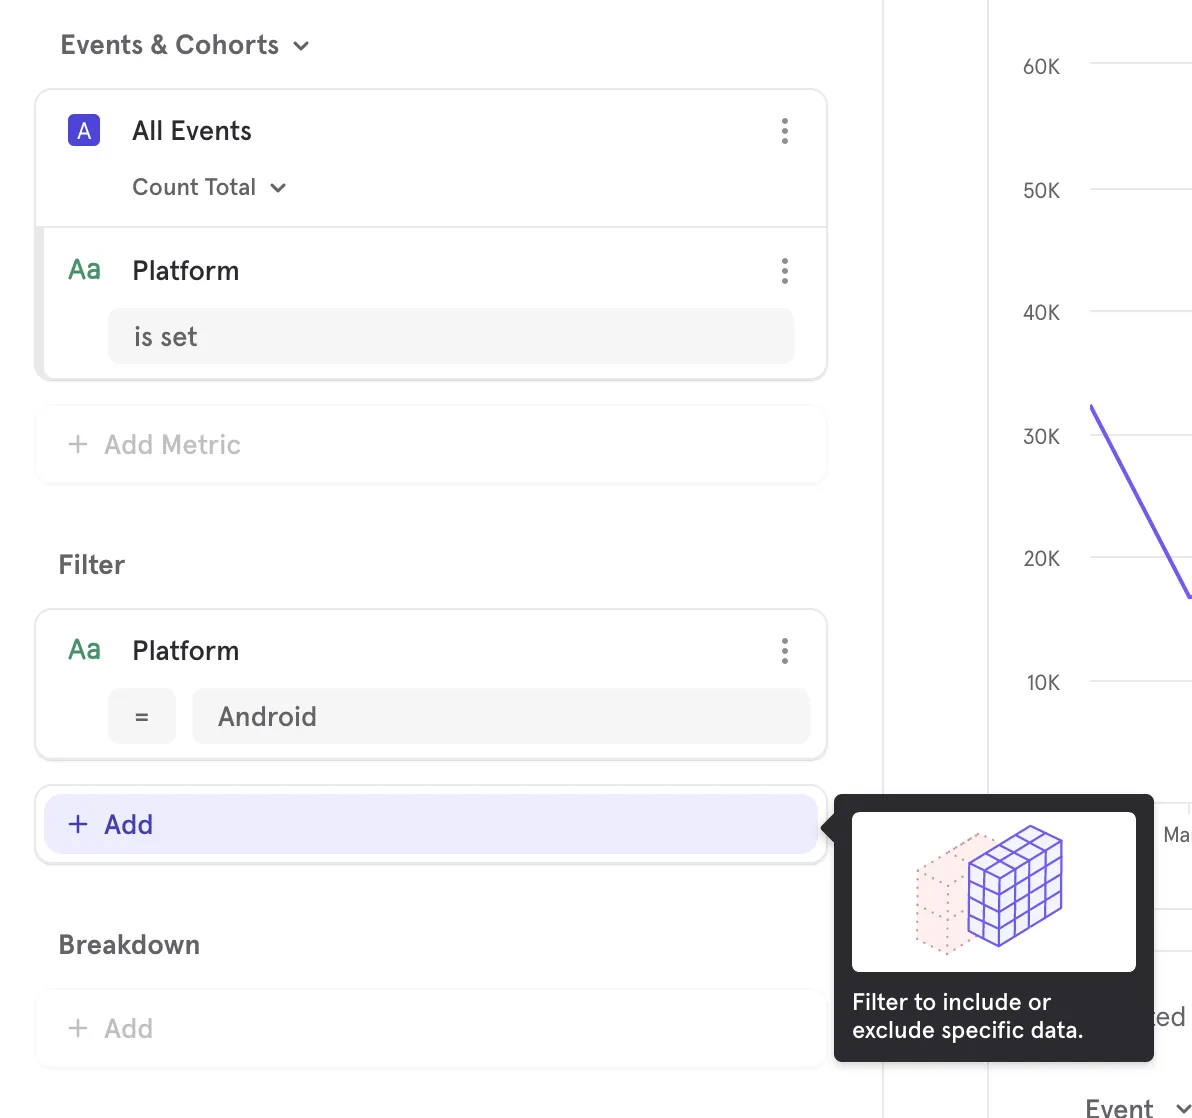 Events & Cohorts
A All Events
Count Total
Aa Platform
is set
+ Add Metric
Filter
Aa Platform
= Android
+ Add
Breakdown
+ Add
60K
50K
40K
30K
20K
10K
Ma
Filter to include or
exclude specific data.
ted
Event